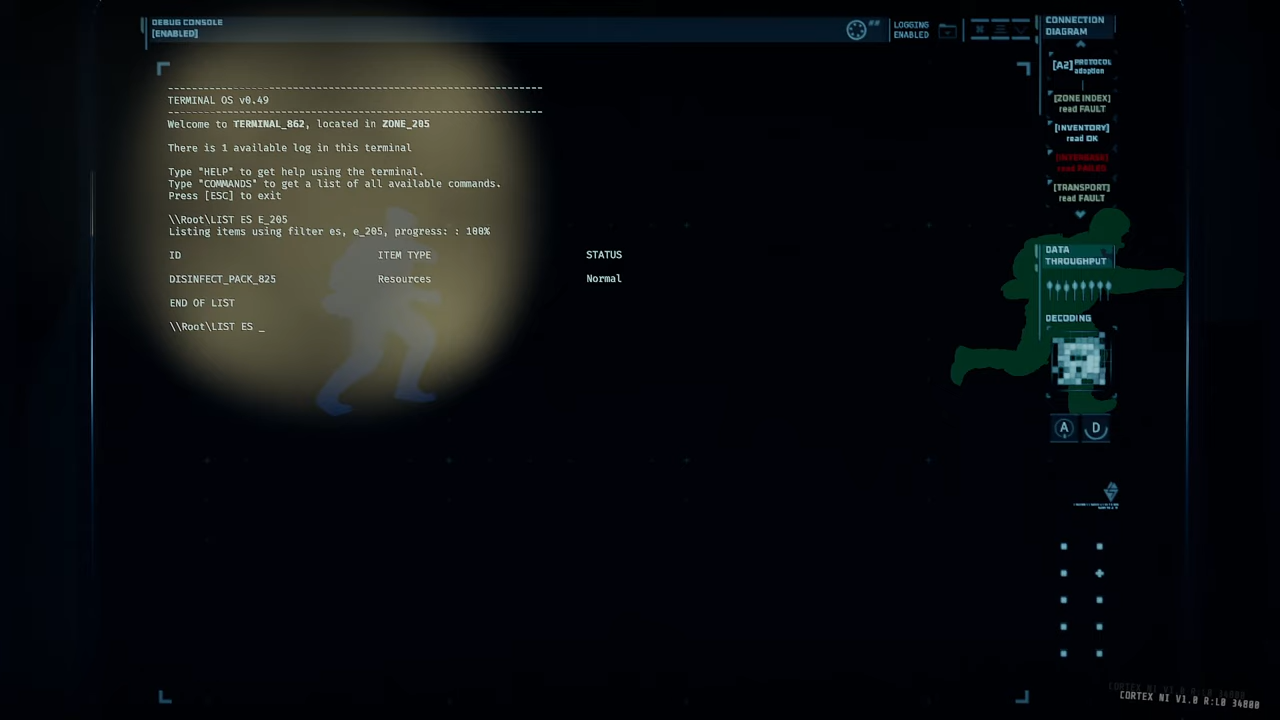 DEBUG CONSOLE
[ENABLED]
LOGGING
ENABLED
CONNECTION
DIAGRAM
[A2] PROTOCOL
adoption
[ZONE INDEX]
read FAULT
[INVENTORY]
read OK
read FAILED
[TRANSPORT]
read FAULT
DATA
THROUGHPUT
DECODING
A D
----------------------------------------------------------------
TERMINAL OS v0.49
----------------------------------------------------------------
Welcome to TERMINAL_862, located in ZONE_205
There is 1 available log in this terminal
Type "HELP" to get help using the terminal.
Type "COMMANDS" to get a list of all available commands.
Press [ESC] to exit
\\Root\LIST ES E_205
Listing items using filter es, e_205, progress: : 100%
ID ITEM TYPE STATUS
DISINFECT_PACK_825 Resources Normal
END OF LIST
\\Root\LIST ES _
CORTEX NI V1.0 R:L0 34800